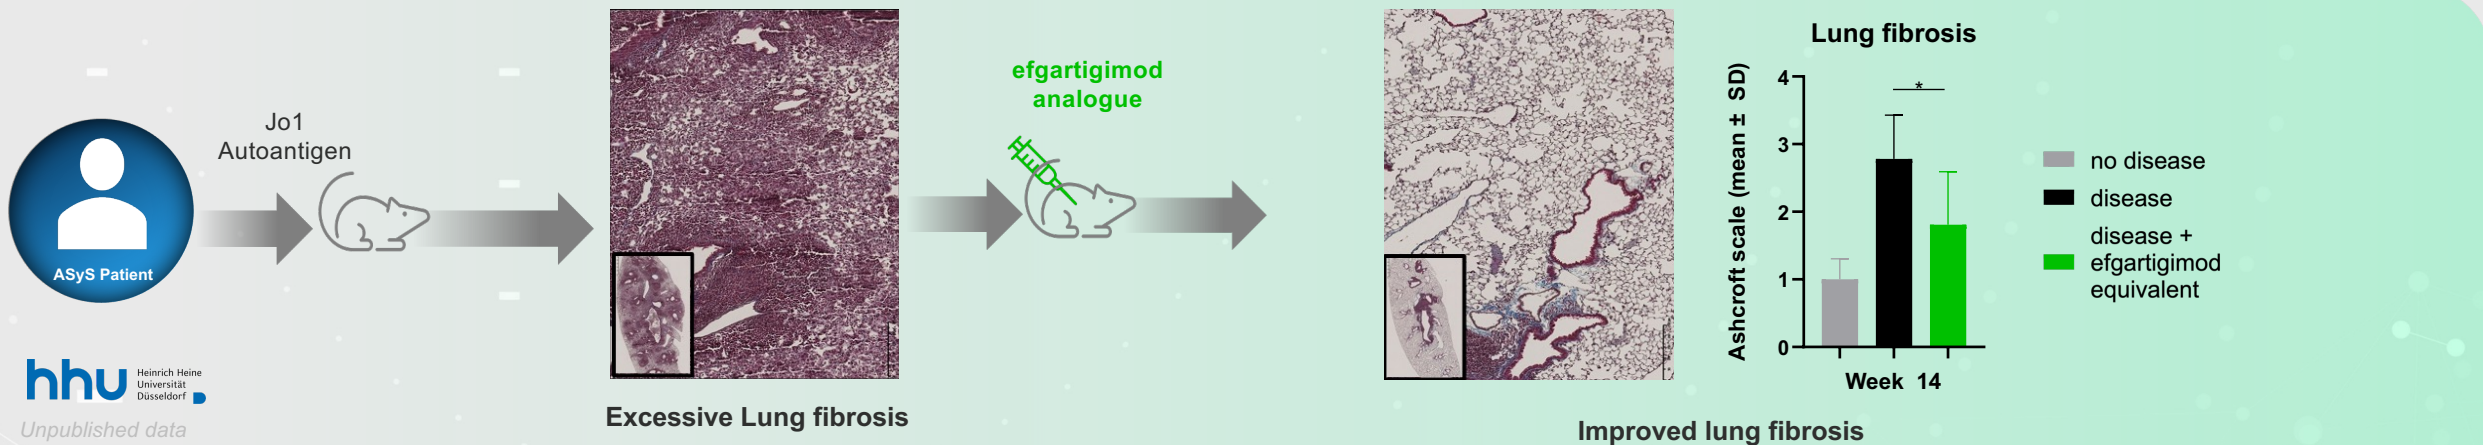 Jo1
Autoantigen
ASyS Patient
hhu
Heinrich Heine
Universität
Düsseldorf
Unpublished data
Excessive Lung fibrosis
efgartigimod
analogue
Improved lung fibrosis
Lung fibrosis
Ashcroft scale (mean ± SD)
4
3
2
1
0
*
Week 14
no disease
disease
disease +
efgartigimod
equivalent